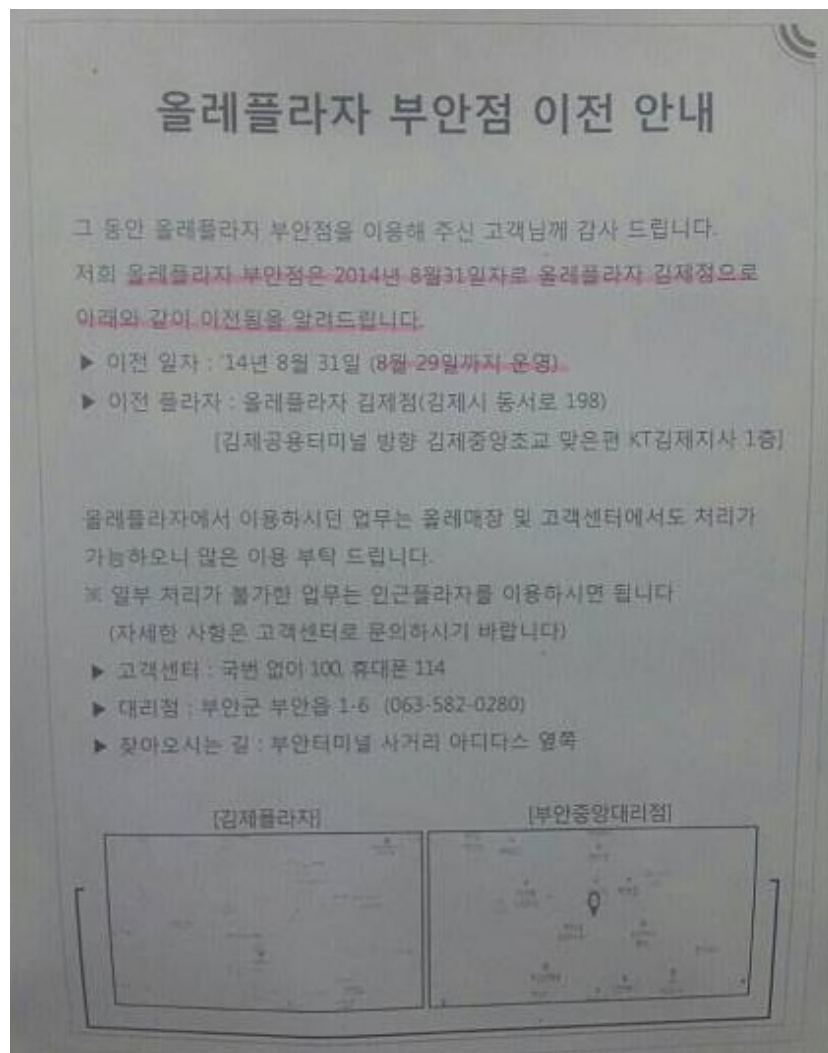 올레플라자 부안점 이전 안내
그 동안 올레플라자 부안점을 이용해 주신 고객님께 감사 드립니다.
저희 올레플라자 부안점은 2014년 8월31일자로 올레플라자 김제점으로
아래와 같이 이전됨을 알려드립니다.
▶ 이전 일자 : '14년 8월 31일 (8월 29일까지 운영)
▶ 이전 플라자 : 올레플라자 김제점(김제시 동서로 198)
[김제공용터미널 방향 김제중앙초교 맞은편 KT김제지사 1층]
올레플라자에서 이용하시던 업무는 올레매장 및 고객센터에서도 처리가
가능하오니 많은 이용 부탁 드립니다.
※ 일부 처리가 불가한 업무는 인근플라자를 이용하시면 됩니다
(자세한 사항은 고객센터로 문의하시기 바랍니다)
▶ 고객센터 : 국번 없이 100, 휴대폰 114
▶ 대리점 : 부안군 부안읍 1-6 (063-582-0280)
▶ 찾아오시는 길 : 부안터미널 사거리 아디다스 옆쪽
[김제플라자] [부안중앙대리점]